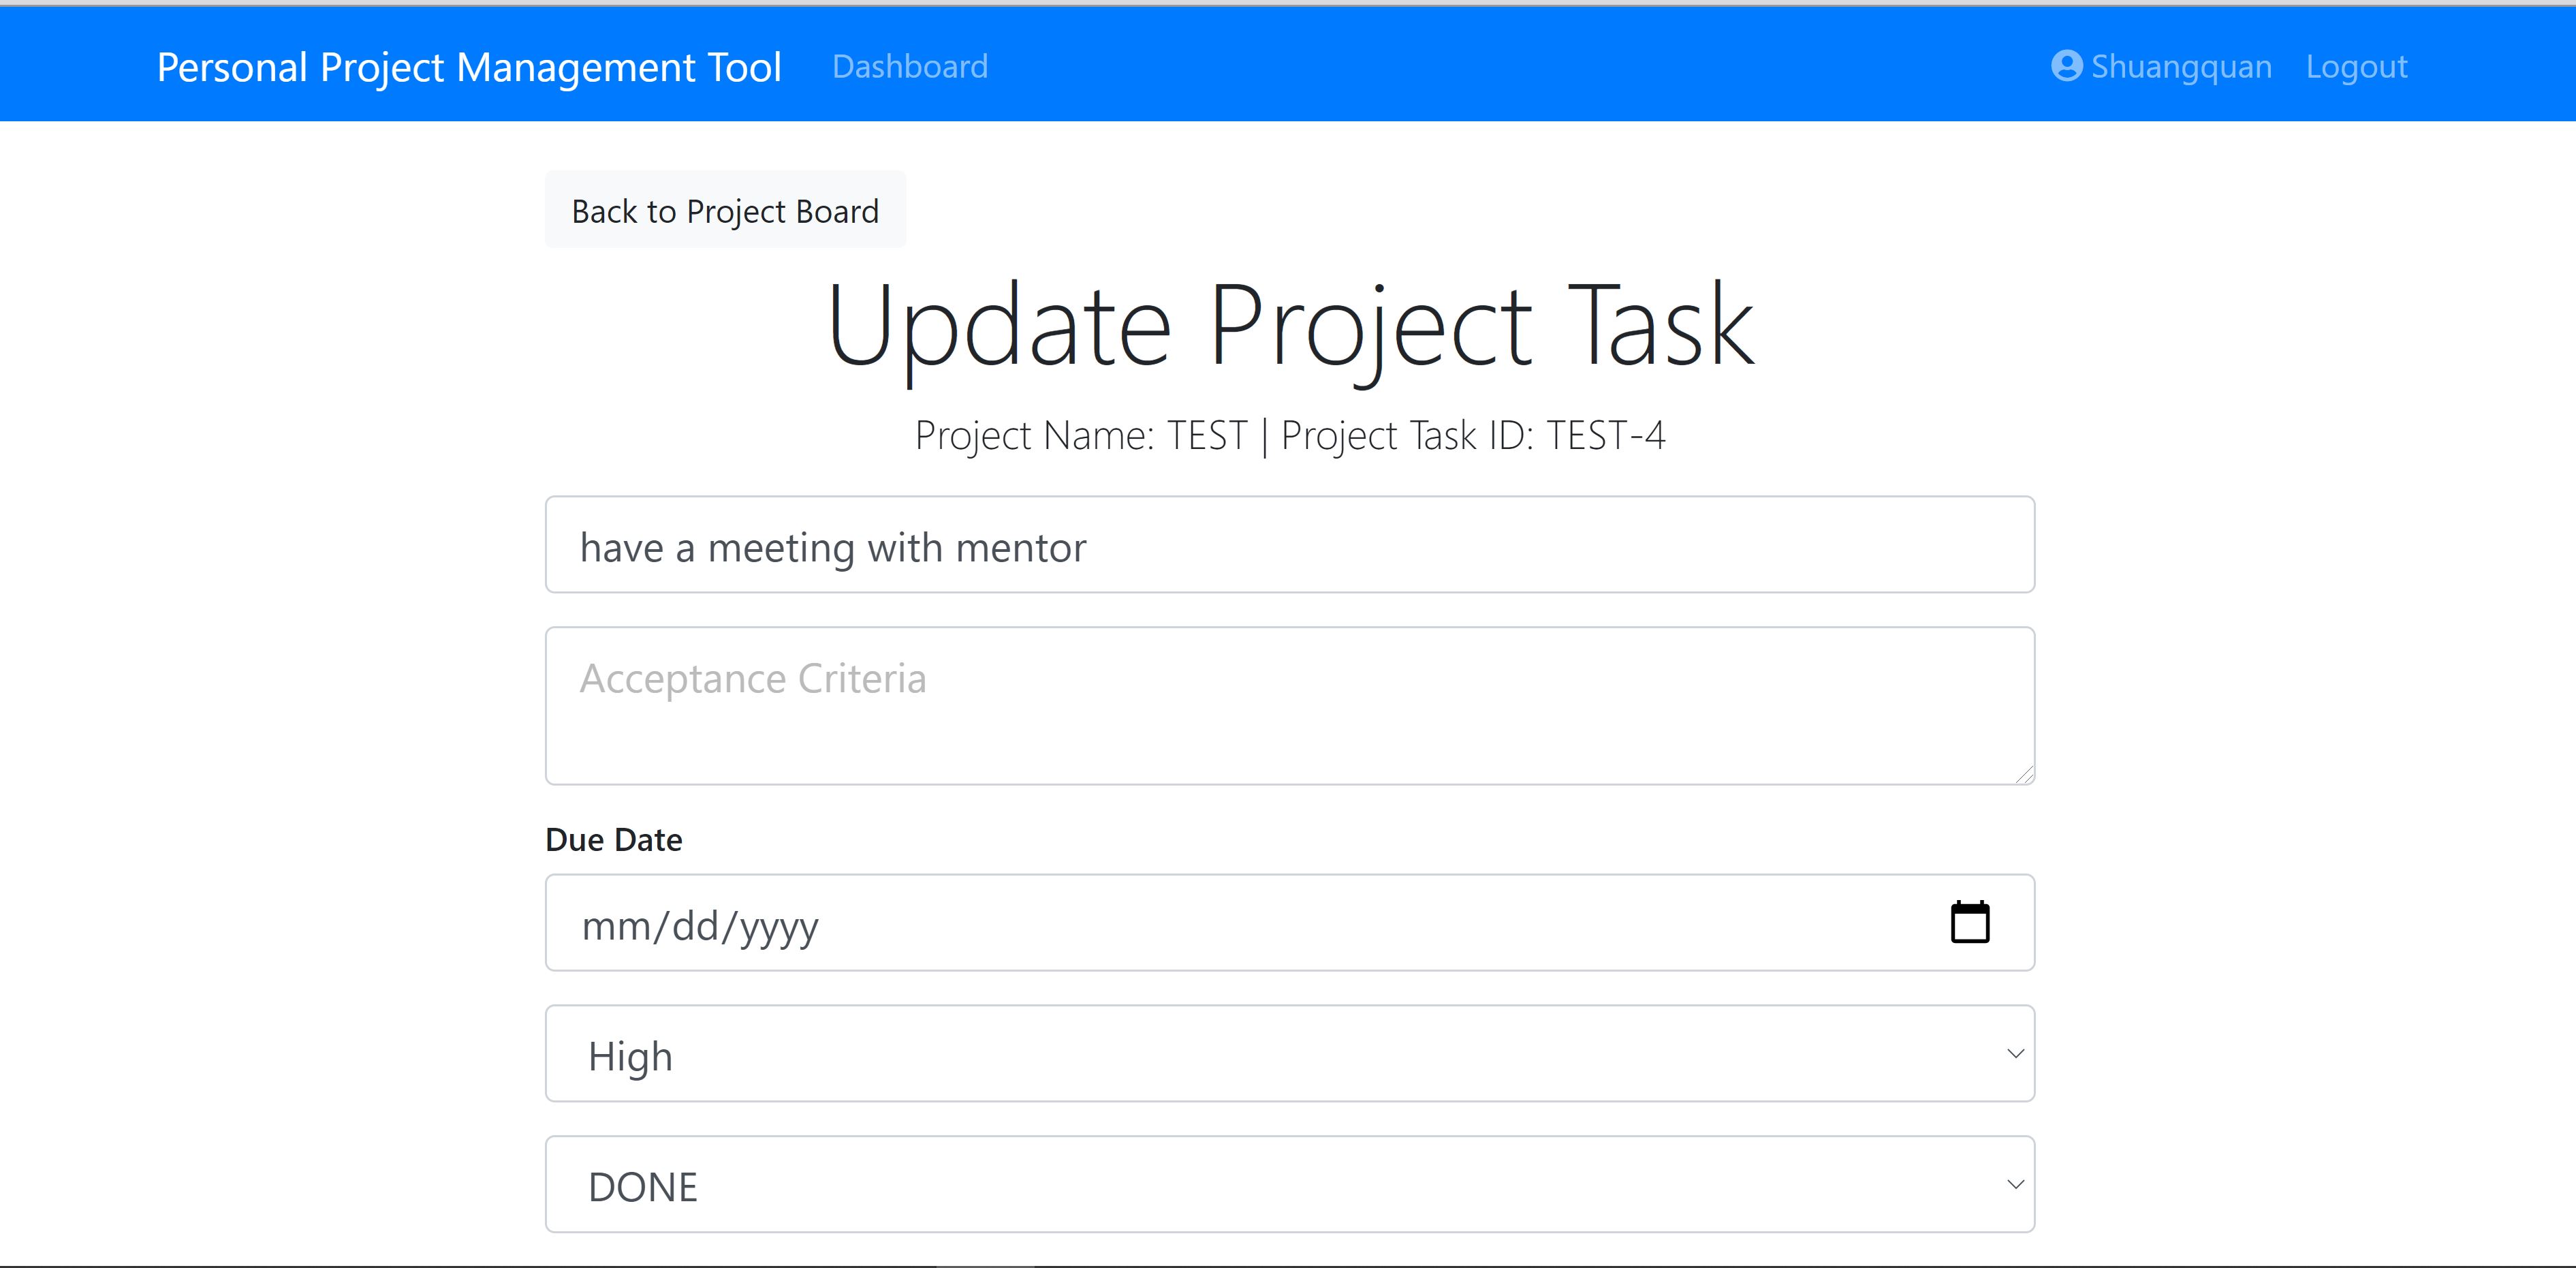 Personal Project Management Tool Dashboard Shuangquan Logout
Back to Project Board
Update Project Task
Project Name: TEST | Project Task ID: TEST-4
have a meeting with mentor
Acceptance Criteria
Due Date
mm/dd/yyyy
High
DONE